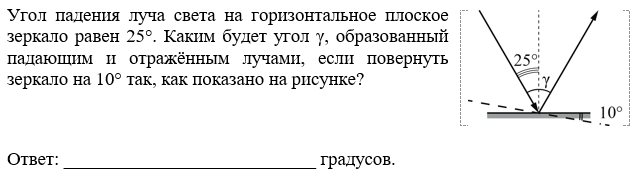 Угол падения луча света на горизонтальное плоское
зеркало равен 25°. Каким будет угол γ, образованный
падающим и отражённым лучами, если повернуть
зеркало на 10° так, как показано на рисунке?
25°
γ
10°
Ответ: ____________________________ градусов.